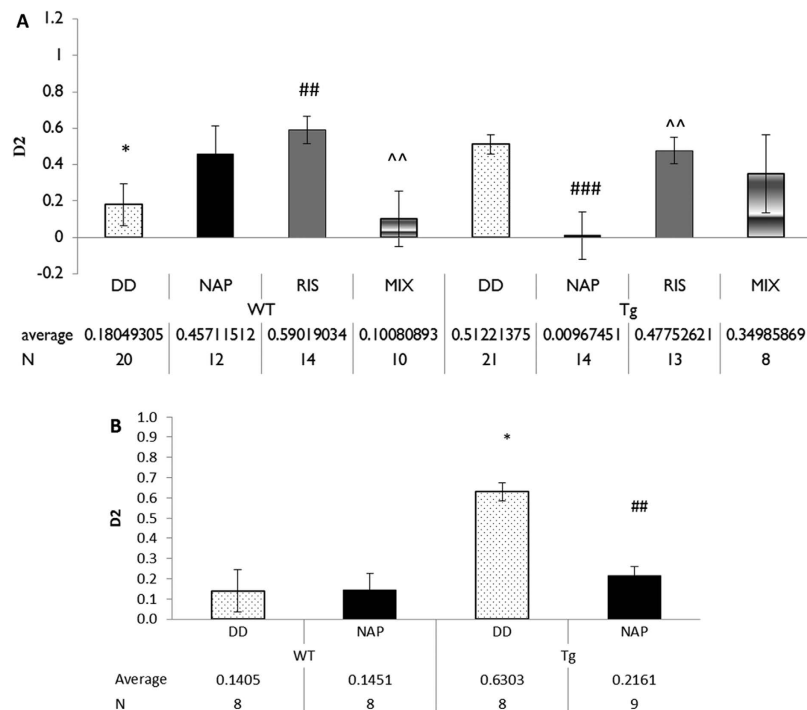 A
1.2
1
0.8
0.6
0.4
0.2
0
-0.2
D2
*
##
^^
###
^^
DD NAP RIS MIX DD NAP RIS MIX
WT Tg
average 0.18049305 0.45711512 0.59019034 0.10080893 0.51221375 0.00967451 0.47752621 0.34985869
N 20 12 14 10 21 14 13 8
B
1.0
0.9
0.8
0.7
0.6
0.5
0.4
0.3
0.2
0.1
0.0
D2
*
##
DD NAP DD NAP
WT Tg
Average 0.1405 0.1451 0.6303 0.2161
N 8 8 8 9